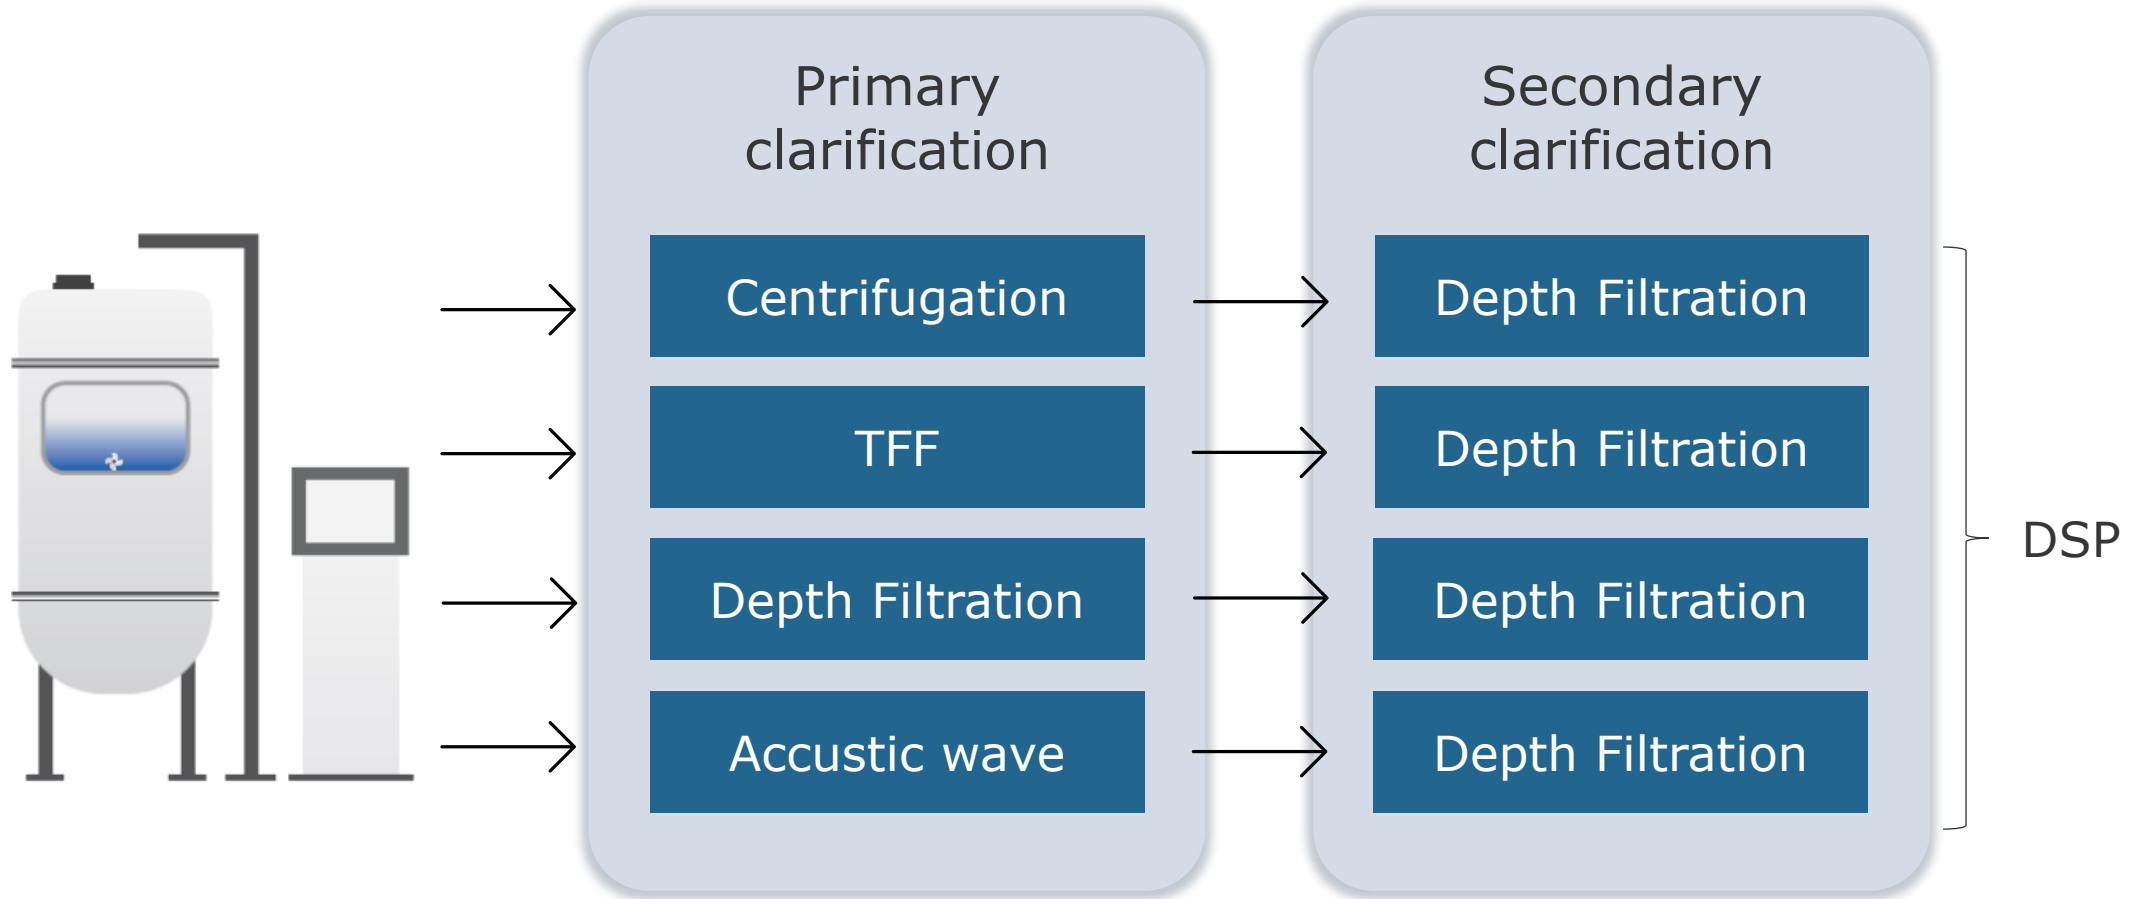 Primary
clarification
Centrifugation
TFF
Depth Filtration
Accustic wave
Secondary
clarification
Depth Filtration
Depth Filtration
Depth Filtration
Depth Filtration
DSP